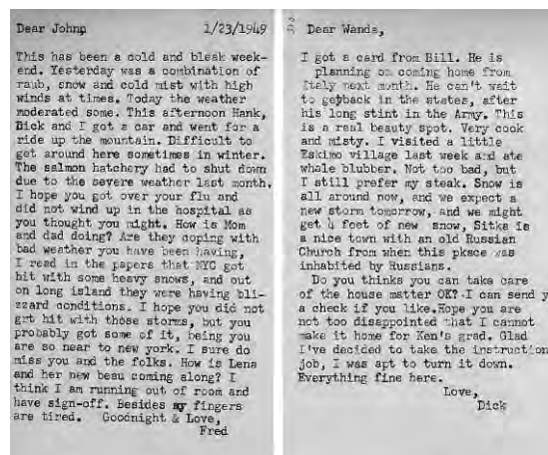 Dear Johnp 1/23/1949
This has been a cold and bleak week-
end. Yesterday was a combination of
raub, snow and cold mist with high
winds at times. Today the weather
moderated some. This afternoon Hank,
Dick and I got a car and went for a
ride up the mountain. Difficult to
get around here sometimes in winter.
The salmon hatchery had to shut down
due to the severe weather last month.
I hope you got over your flu and
did not wind up in the hospital as
you thought you might. How is Mom
and dad doing? Are they coping with
bad weather you have been having,
I read in the papers that NYC got
hit with some heavy snows, and out
on long island they were having bli-
zzard conditions. I hope you did not
grt hit with those storms, but you
probably got some of it, being you
are so near to new york. I sure do
miss you and the folks. How is Lena
and her new beau coming along? I
think I am running out of room and
have sign-off. Besides my fingers
are tired. Goodnight & Love,
Fred
Dear Wanda,
I got a card from Bill. He is
planning on coming home from
Italy next month. He can't wait
to getback in the states, after
his long stint in the Army. This
is a real beauty spot. Very cook
and misty. I visited a little
Eskimo village last week and ate
whale blubber. Not too bad, but
I still prefer my steak. Snow is
all around now, and we expect a
new storm tomorrow, and we might
get 4 feet of new snow, Sitka is
a nice town with an old Russian
Church from when this pkace was
inhabited by Russians.
Do you thinks you can take care
of the house matter OK? I can send y
a check if you like.Hope you are
not too disappointed that I cannot
make it home for Ken's grad. Glad
I've decided to take the instruction
job, I was apt to turn it down.
Everything fine here.
Love,
Dick